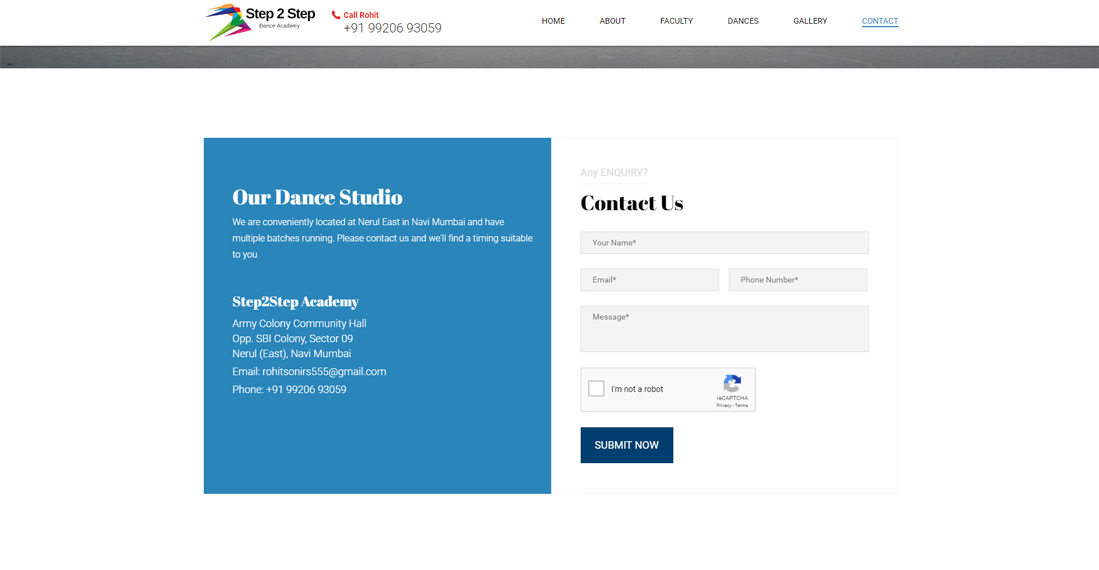 Step 2 Step
Dance Academy
Call Rohit
+91 99206 93059
HOME
ABOUT
FACULTY
DANCES
GALLERY
CONTACT
Our Dance Studio
We are conveniently located at Nerul East in Navi Mumbai and have
multiple batches running. Please contact us and we'll find a timing suitable
to you
Step2Step Academy
Army Colony Community Hall
Opp. SBI Colony, Sector 09
Nerul (East), Navi Mumbai
Email: rohitsonirs555@gmail.com
Phone: +91 99206 93059
Any ENQUIRY?
Contact Us
Your Name*
Email*
Phone Number*
Message*
I'm not a robot
reCAPTCHA
Privacy - Terms
SUBMIT NOW